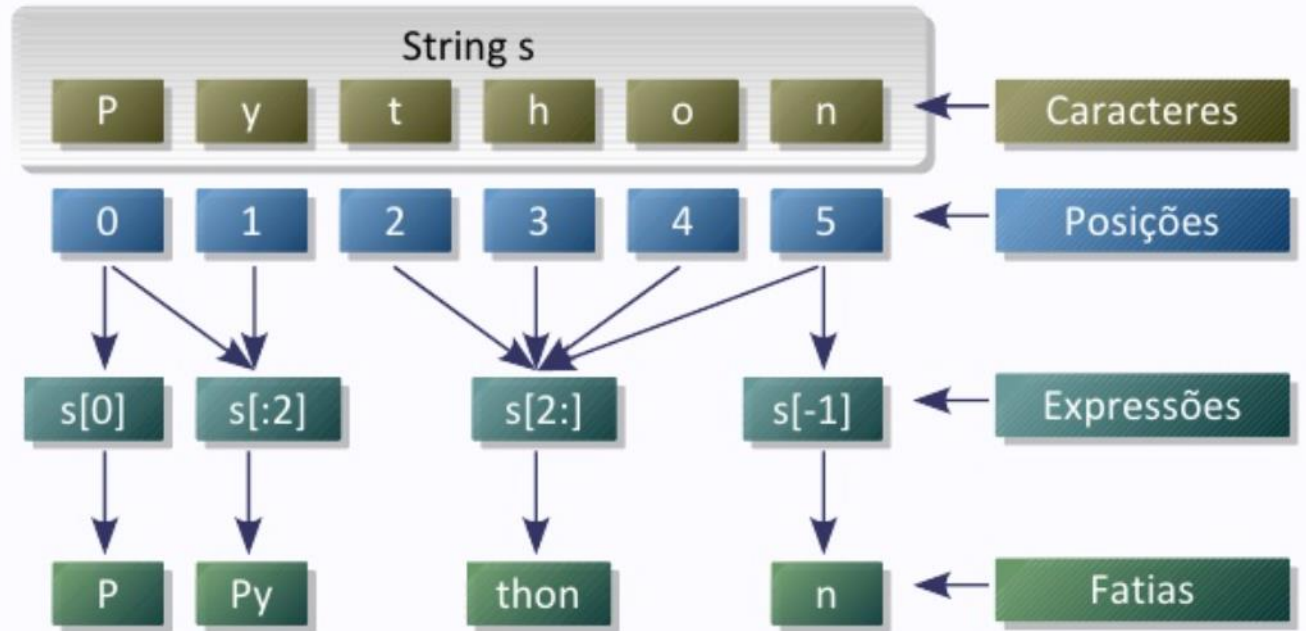 String s
P y t h o n Caracteres
0 1 2 3 4 5 Posições
s[0] s[:2] s[2:] s[-1] Expressões
P Py thon n Fatias